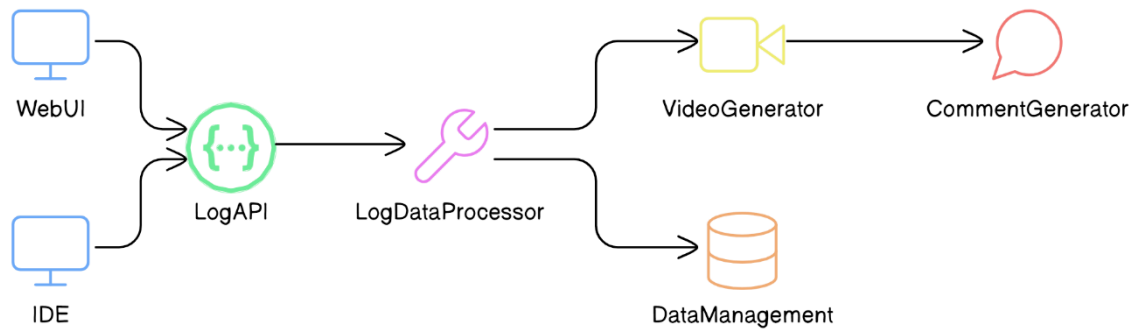 WebUI
VideoGenerator
CommentGenerator
{...}
LogAPI
LogDataProcessor
IDE
DataManagement